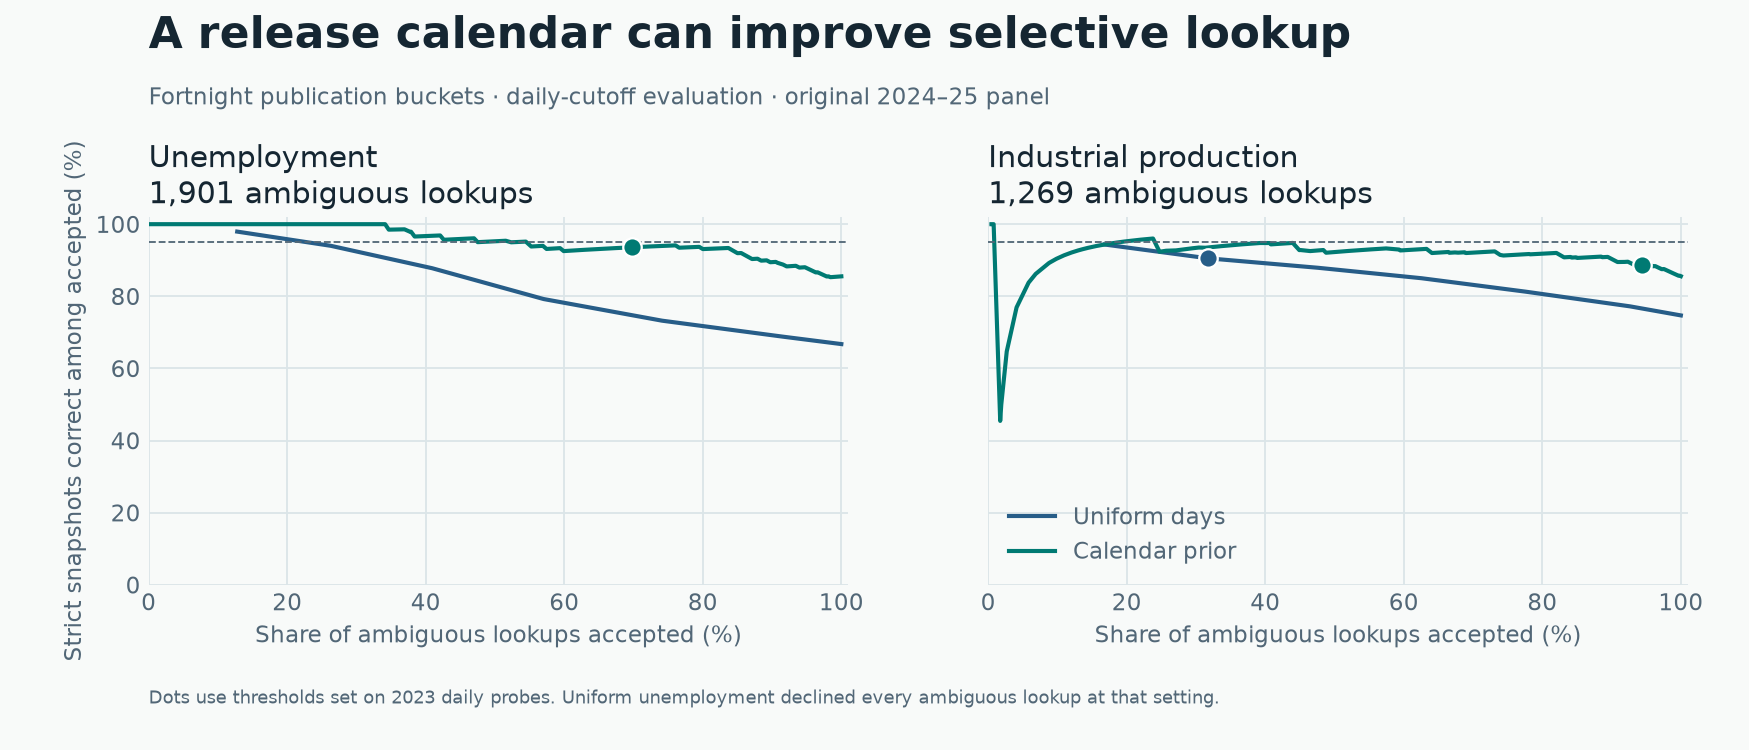 A release calendar can improve selective lookup
Fortnight publication buckets · daily-cutoff evaluation · original 2024–25 panel
Strict snapshots correct among accepted (%)
Unemployment
1,901 ambiguous lookups
100
80
60
40
20
0
0 20 40 60 80 100
Share of ambiguous lookups accepted (%)
Industrial production
1,269 ambiguous lookups
Uniform days
Calendar prior
0 20 40 60 80 100
Share of ambiguous lookups accepted (%)
Dots use thresholds set on 2023 daily probes. Uniform unemployment declined every ambiguous lookup at that setting.